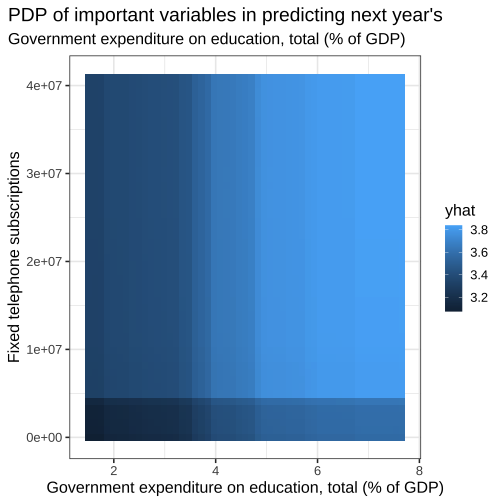 PDP of important variables in predicting next year's
Government expenditure on education, total (% of GDP)
4e+07
3e+07
2e+07
1e+07
0e+00
Fixed telephone subscriptions
2 4 6 8
Government expenditure on education, total (% of GDP)
yhat
3.8
3.6
3.4
3.2